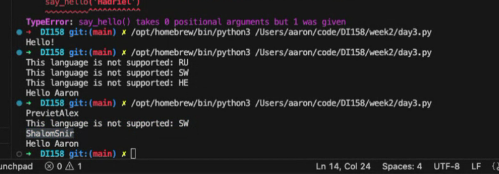 say_hello("Hadriel")
~~~~~~~~~^^^^^^^^^^^
TypeError: say_hello() takes 0 positional arguments but 1 was given
➜ DI158 git:(main) ✗ /opt/homebrew/bin/python3 /Users/aaron/code/DI158/week2/day3.py
Hello!
➜ DI158 git:(main) ✗ /opt/homebrew/bin/python3 /Users/aaron/code/DI158/week2/day3.py
This language is not supported: RU
This language is not supported: SW
This language is not supported: HE
Hello Aaron
➜ DI158 git:(main) ✗ /opt/homebrew/bin/python3 /Users/aaron/code/DI158/week2/day3.py
PrevietAlex
This language is not supported: SW
ShalomSnir
Hello Aaron
➜ DI158 git:(main) ✗
unchpad 0 1 Ln 14, Col 24 Spaces: 4 UTF-8 LF {}